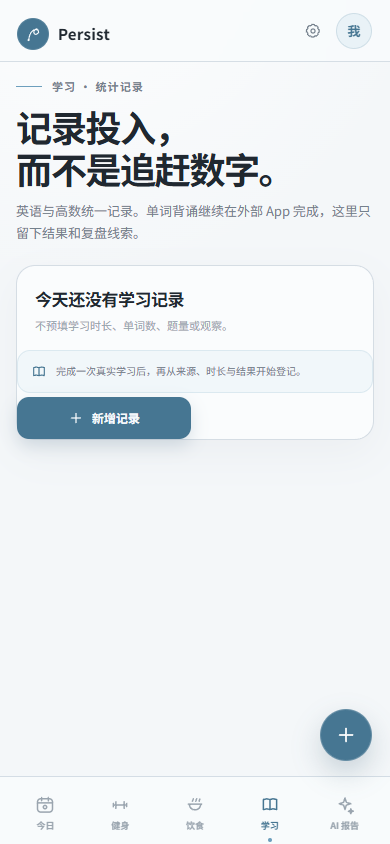 Persist
我
学习 • 统计记录
记录投入，
而不是追赶数字。
英语与高数统一记录。单词背诵继续在外部 App 完成，这里只
留下结果和复盘线索。
今天还没有学习记录
不预填学习时长、单词数、题量或观察。
完成一次真实学习后，再从来源、时长与结果开始登记。
新增记录
今日
健身
饮食
学习
AI 报告